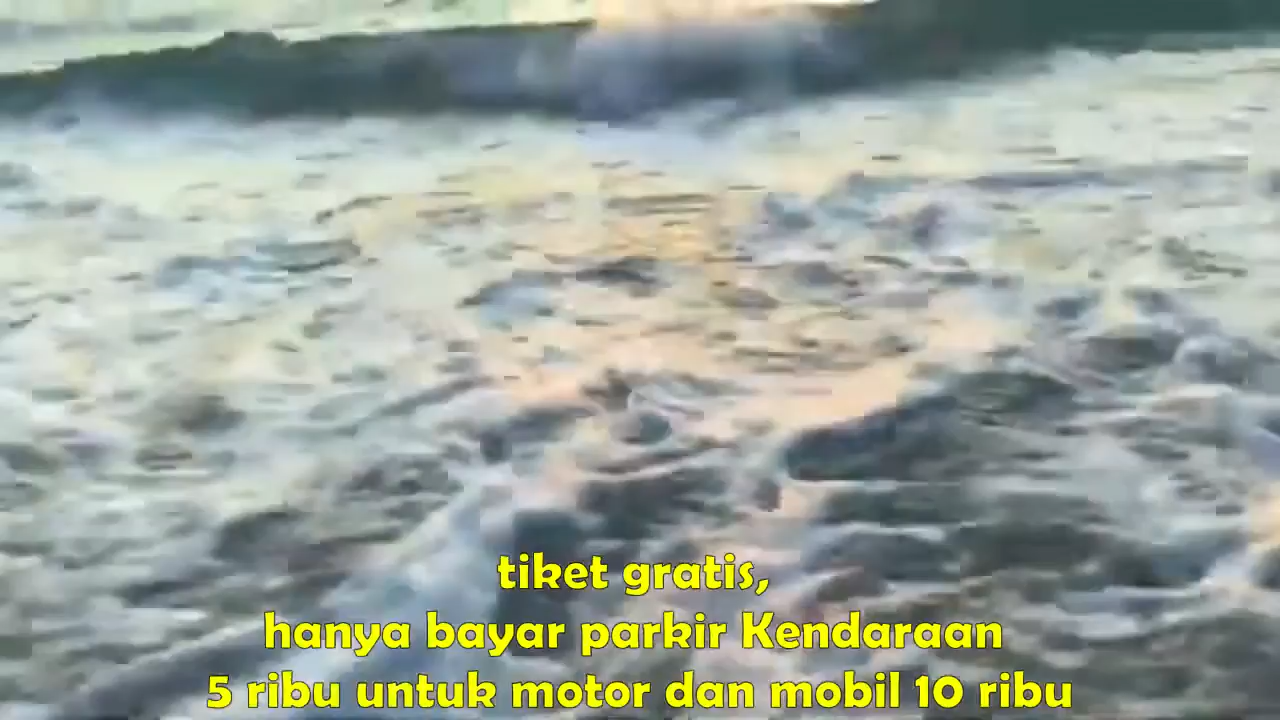 tiket gratis,
hanya bayar parkir Kendaraan
5 ribu untuk motor dan mobil 10 ribu